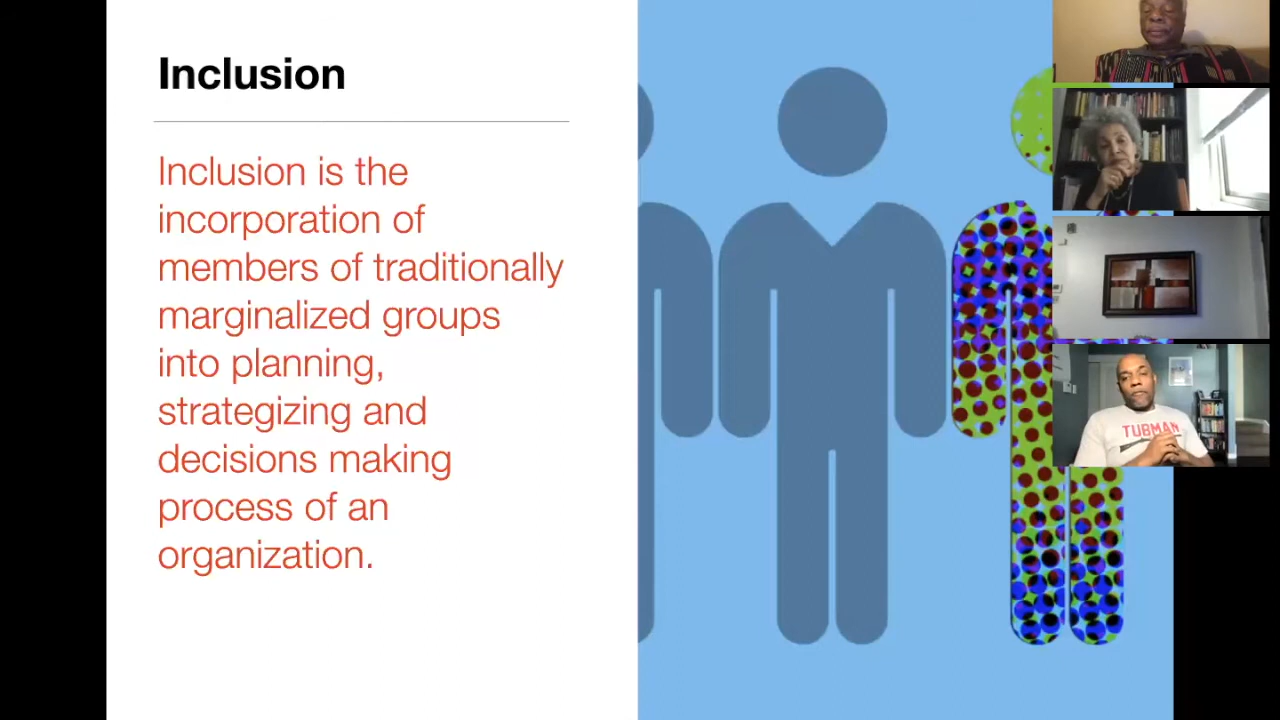 Inclusion
Inclusion is the
incorporation of
members of traditionally
marginalized groups
into planning,
strategizing and
decisions making
process of an
organization.
TUBMAN